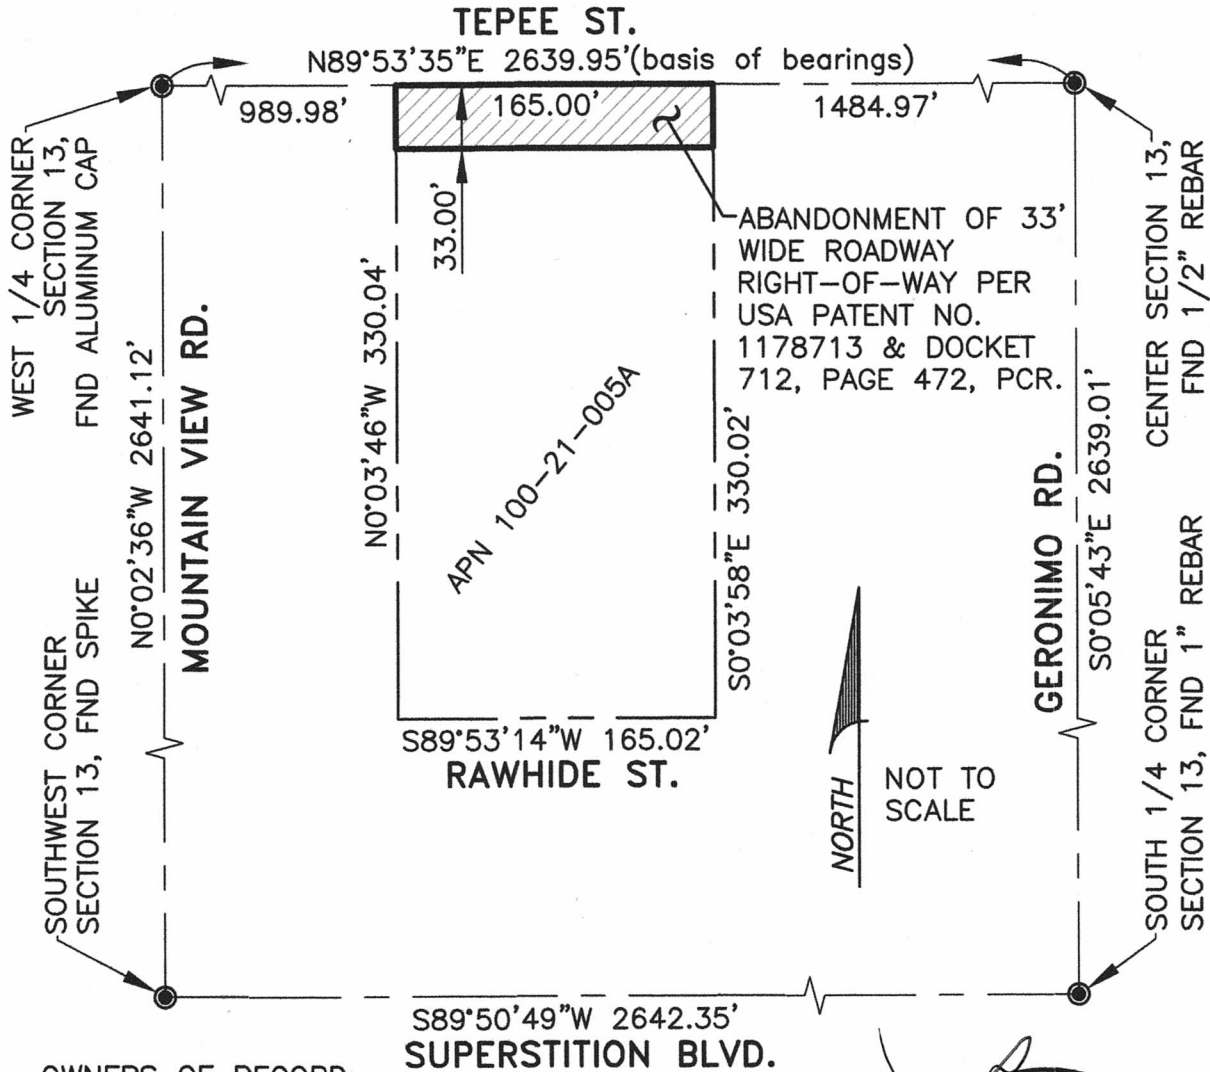 TEPEE ST.
N89°53'35"E 2639.95'(basis of bearings)
989.98'
165.00'
1484.97'
33.00'
WEST 1/4 CORNER
SECTION 13,
FND ALUMINUM CAP
CENTER SECTION 13,
FND 1/2" REBAR
ABANDONMENT OF 33'
WIDE ROADWAY
RIGHT-OF-WAY PER
USA PATENT NO.
1178713 & DOCKET
712, PAGE 472, PCR.
N0°02'36"W 2641.12'
MOUNTAIN VIEW RD.
N0°03'46"W 330.04'
APN 100-21-005A
S0°03'58"E 330.02'
GERONIMO RD.
S0°05'43"E 2639.01'
S89°53'14"W 165.02'
RAWHIDE ST.
NORTH
NOT TO
SCALE
SOUTHWEST CORNER
SECTION 13, FND SPIKE
SOUTH 1/4 CORNER
SECTION 13, FND 1" REBAR
S89°50'49"W 2642.35'
SUPERSTITION BLVD.
OWNERS OF RECORD: